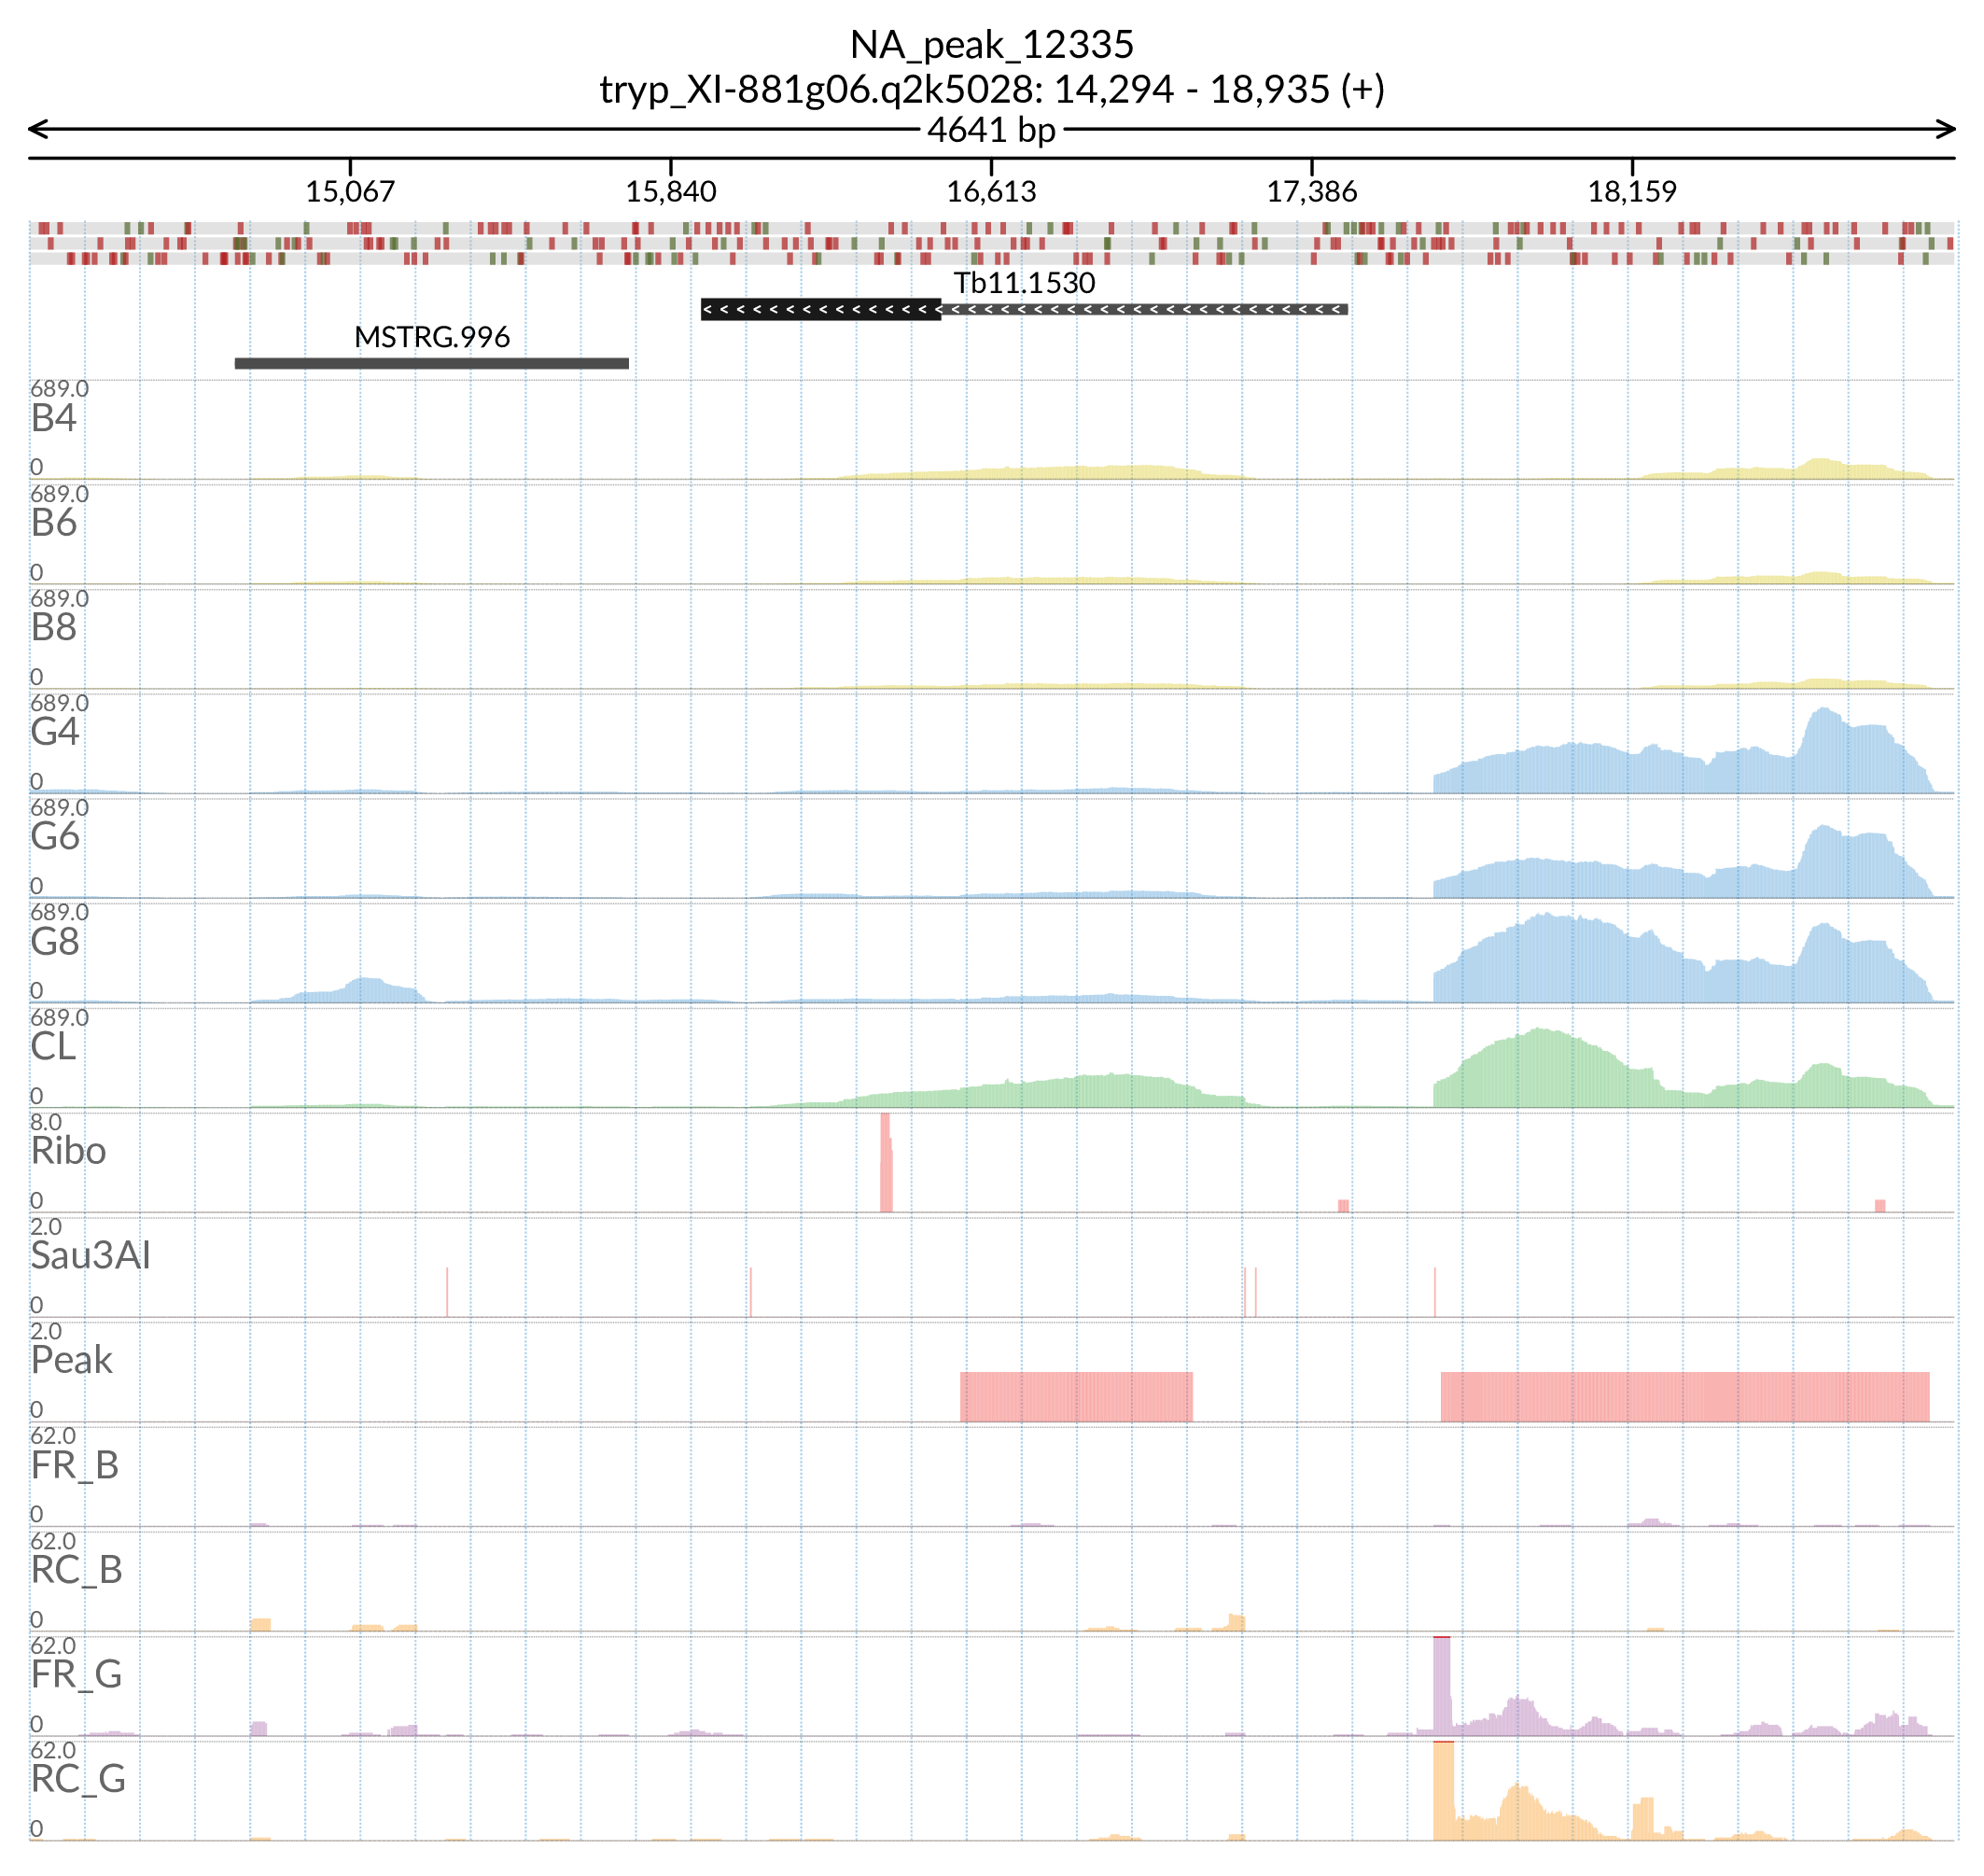 NA_peak_12335
tryp_XI-881g06.q2k5028: 14,294 - 18,935 (+)
4641 bp
15,067 15,840 16,613 17,386 18,159
Tb11.1530
MSTRG.996
689.0
B4
0
689.0
B6
0
689.0
B8
0
689.0
G4
0
689.0
G6
0
689.0
G8
0
689.0
CL
0
8.0
Ribo
0
2.0
Sau3AI
0
2.0
Peak
0
62.0
FR_B
0
62.0
RC_B
0
62.0
FR_G
0
62.0
RC_G
0